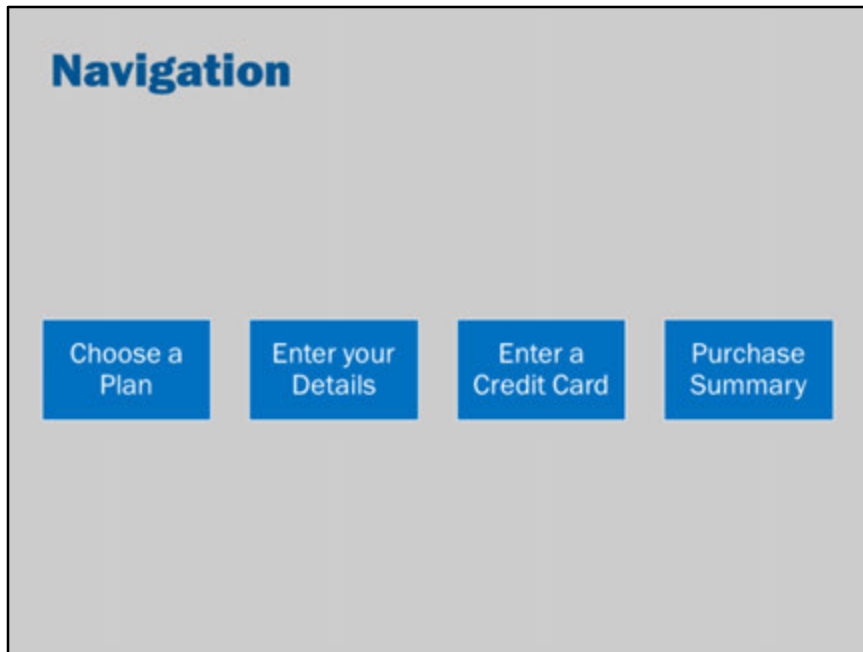 Navigation
Choose a
Plan
Enter your
Details
Enter a
Credit Card
Purchase
Summary